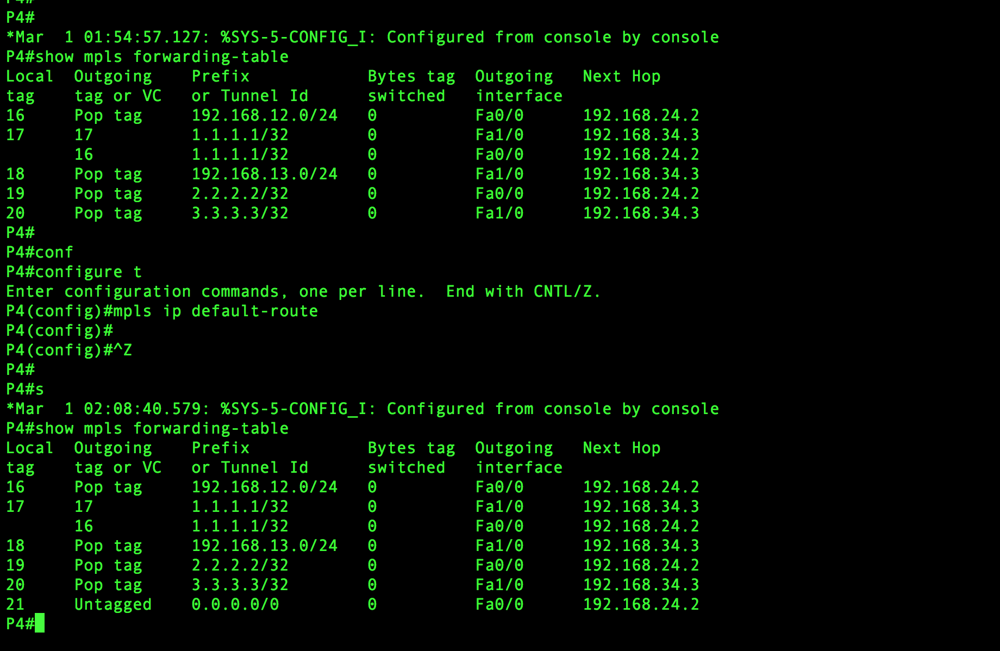 P4#
P4#
*Mar  1 01:54:57.127: %SYS-5-CONFIG_I: Configured from console by console
P4#show mpls forwarding-table
Local  Outgoing    Prefix            Bytes tag  Outgoing   Next Hop
tag    tag or VC   or Tunnel Id      switched   interface
16     Pop tag     192.168.12.0/24   0          Fa0/0      192.168.24.2
17     17          1.1.1.1/32        0          Fa1/0      192.168.34.3
       16          1.1.1.1/32        0          Fa0/0      192.168.24.2
18     Pop tag     192.168.13.0/24   0          Fa1/0      192.168.34.3
19     Pop tag     2.2.2.2/32        0          Fa0/0      192.168.24.2
20     Pop tag     3.3.3.3/32        0          Fa1/0      192.168.34.3
P4#
P4#conf
P4#configure t
Enter configuration commands, one per line.  End with CNTL/Z.
P4(config)#mpls ip default-route
P4(config)#
P4(config)#^Z
P4#
P4#s
*Mar  1 02:08:40.579: %SYS-5-CONFIG_I: Configured from console by console
P4#show mpls forwarding-table
Local  Outgoing    Prefix            Bytes tag  Outgoing   Next Hop
tag    tag or VC   or Tunnel Id      switched   interface
16     Pop tag     192.168.12.0/24   0          Fa0/0      192.168.24.2
17     17          1.1.1.1/32        0          Fa1/0      192.168.34.3
       16          1.1.1.1/32        0          Fa0/0      192.168.24.2
18     Pop tag     192.168.13.0/24   0          Fa1/0      192.168.34.3
19     Pop tag     2.2.2.2/32        0          Fa0/0      192.168.24.2
20     Pop tag     3.3.3.3/32        0          Fa1/0      192.168.34.3
21     Untagged    0.0.0.0/0         0          Fa0/0      192.168.24.2
P4#